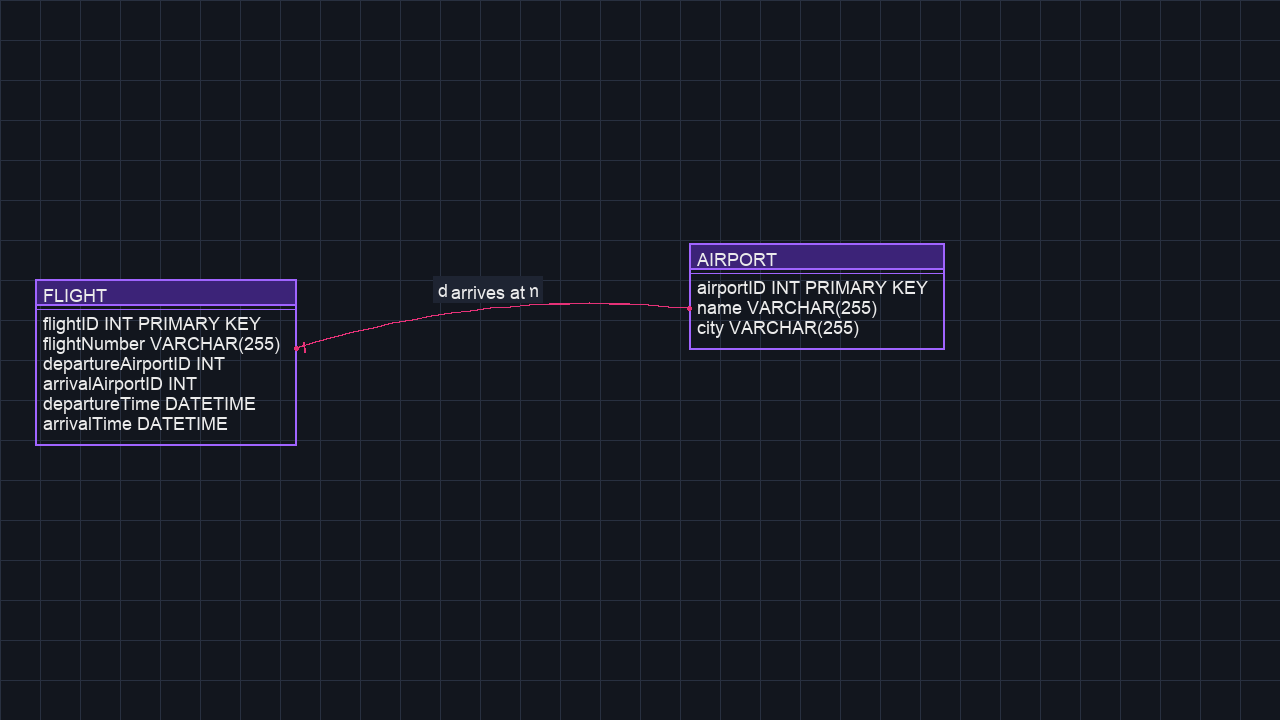 FLIGHT
flightID INT PRIMARY KEY
flightNumber VARCHAR(255)
departureAirportID INT
arrivalAirportID INT
departureTime DATETIME
arrivalTime DATETIME
arrives at
AIRPORT
airportID INT PRIMARY KEY
name VARCHAR(255)
city VARCHAR(255)